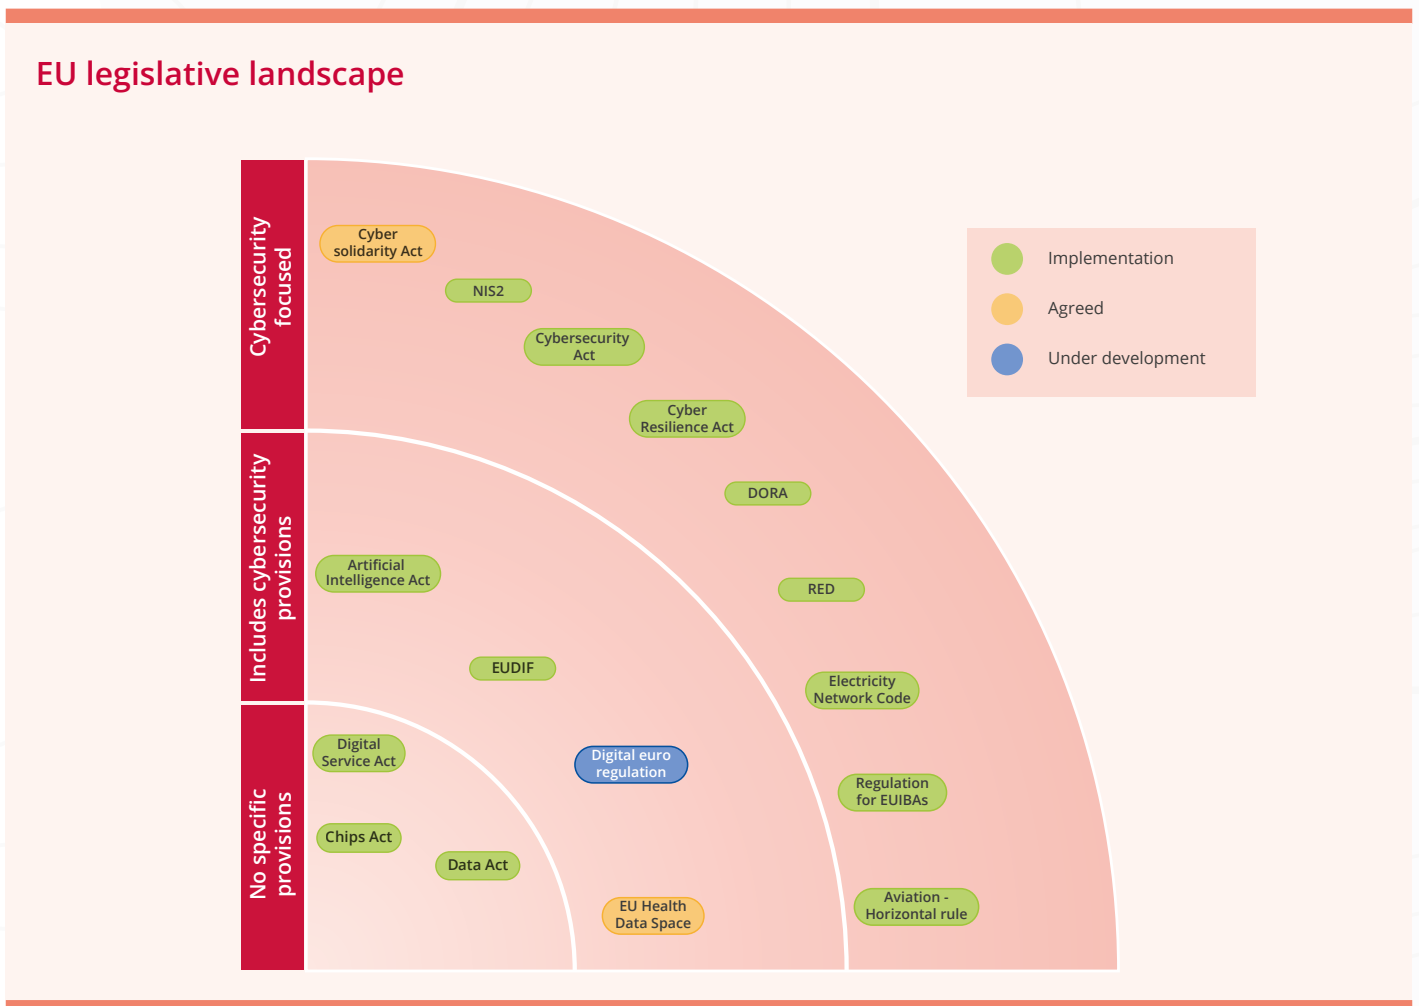 EU legislative landscape
Cybersecurity
focused
Cyber
solidarity Act
NIS2
Cybersecurity
Act
Cyber
Resilience Act
DORA
RED
Electricity
Network Code
Regulation
for EUIBAs
Aviation -
Horizontal rule
Includes cybersecurity
provisions
Artificial
Intelligence Act
EUDIF
Digital euro
regulation
EU Health
Data Space
No specific
provisions
Digital
Service Act
Chips Act
Data Act
Implementation
Agreed
Under development